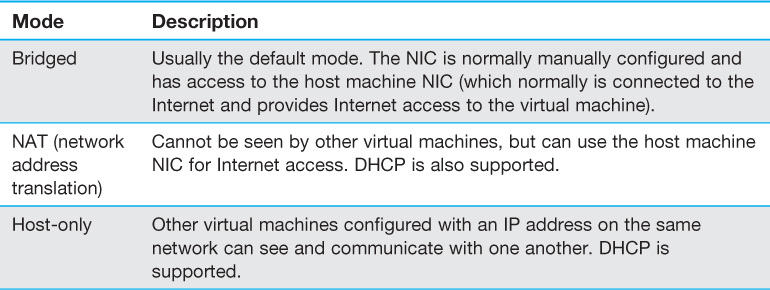 Mode Description
Bridged Usually the default mode. The NIC is normally manually configured and
has access to the host machine NIC (which normally is connected to the
Internet and provides Internet access to the virtual machine).
NAT (network Cannot be seen by other virtual machines, but can use the host machine
address NIC for Internet access. DHCP is also supported.
translation)
Host-only Other virtual machines configured with an IP address on the same
network can see and communicate with one another. DHCP is
supported.